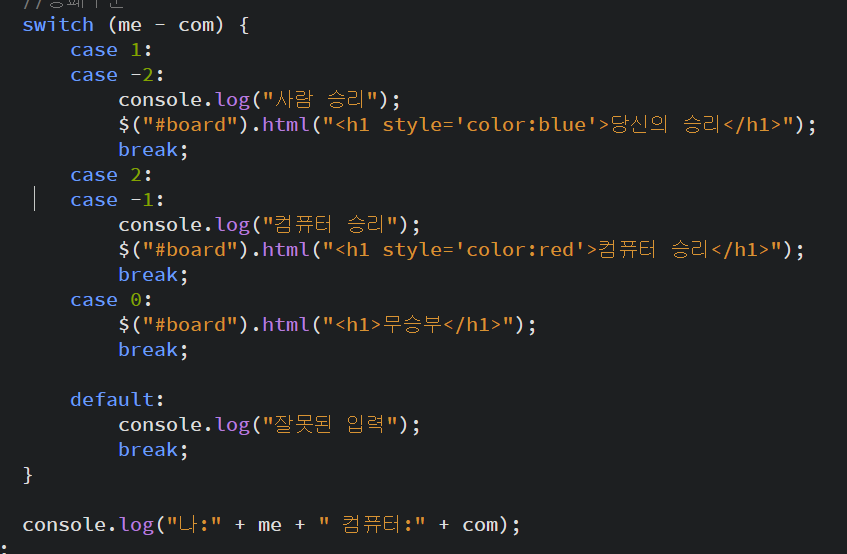 switch (me - com) {
case 1:
case -2:
console.log("사람 승리");
$("#board").html("<h1 style='color:blue'>당신의 승리</h1>");
break;
case 2:
case -1:
console.log("컴퓨터 승리");
$("#board").html("<h1 style='color:red'>컴퓨터 승리</h1>");
break;
case 0:
$("#board").html("<h1>무승부</h1>");
break;
default:
console.log("잘못된 입력");
break;
}
console.log("나:" + me + " 컴퓨터:" + com);